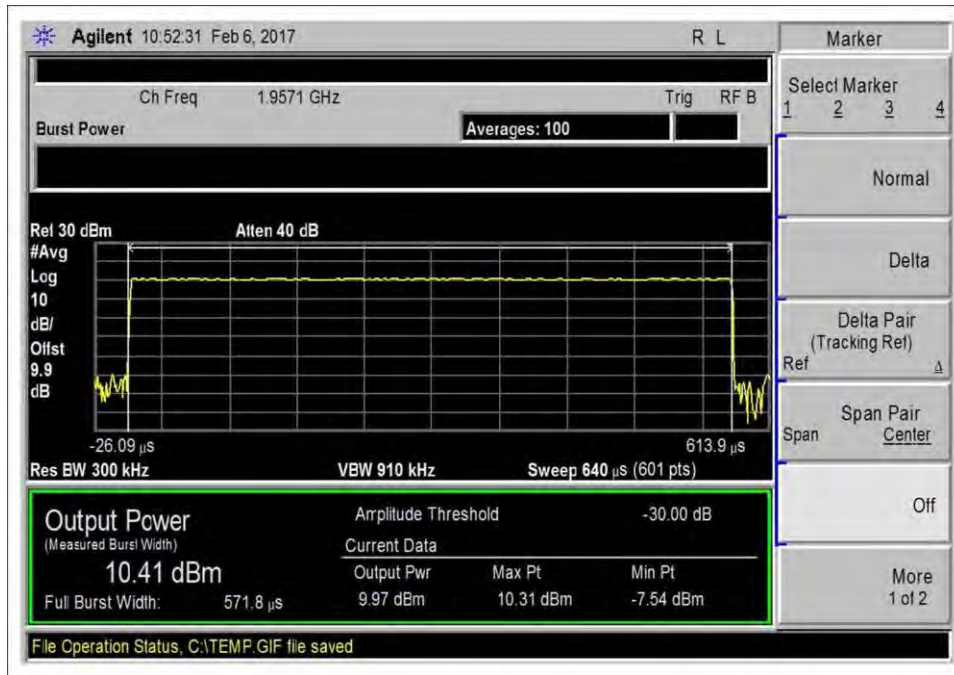 Agilent 10:52:31 Feb 6, 2017 R L
Marker
Select Marker
1 2 3 4
Ch Freq 1.9571 GHz Trig RF B
Burst Power
Averages: 100
Normal
Ref 30 dBm Atten 40 dB
#Avg
Log
10
dB/
Offst
9.9
dB
Delta
Delta Pair
(Tracking Ref)
Ref Δ
Span Pair
Span Center
-26.09 µs 613.9 µs
Res BW 300 kHz VBW 910 kHz Sweep 640 µs (601 pts)
Off
Output Power
(Measured Burst Width)
10.41 dBm
Full Burst Width: 571.8 µs
Amplitude Threshold -30.00 dB
Current Data
Output Pwr Max Pt Min Pt
9.97 dBm 10.31 dBm -7.54 dBm
More
1 of 2
File Operation Status, C:\TEMP.GIF file saved